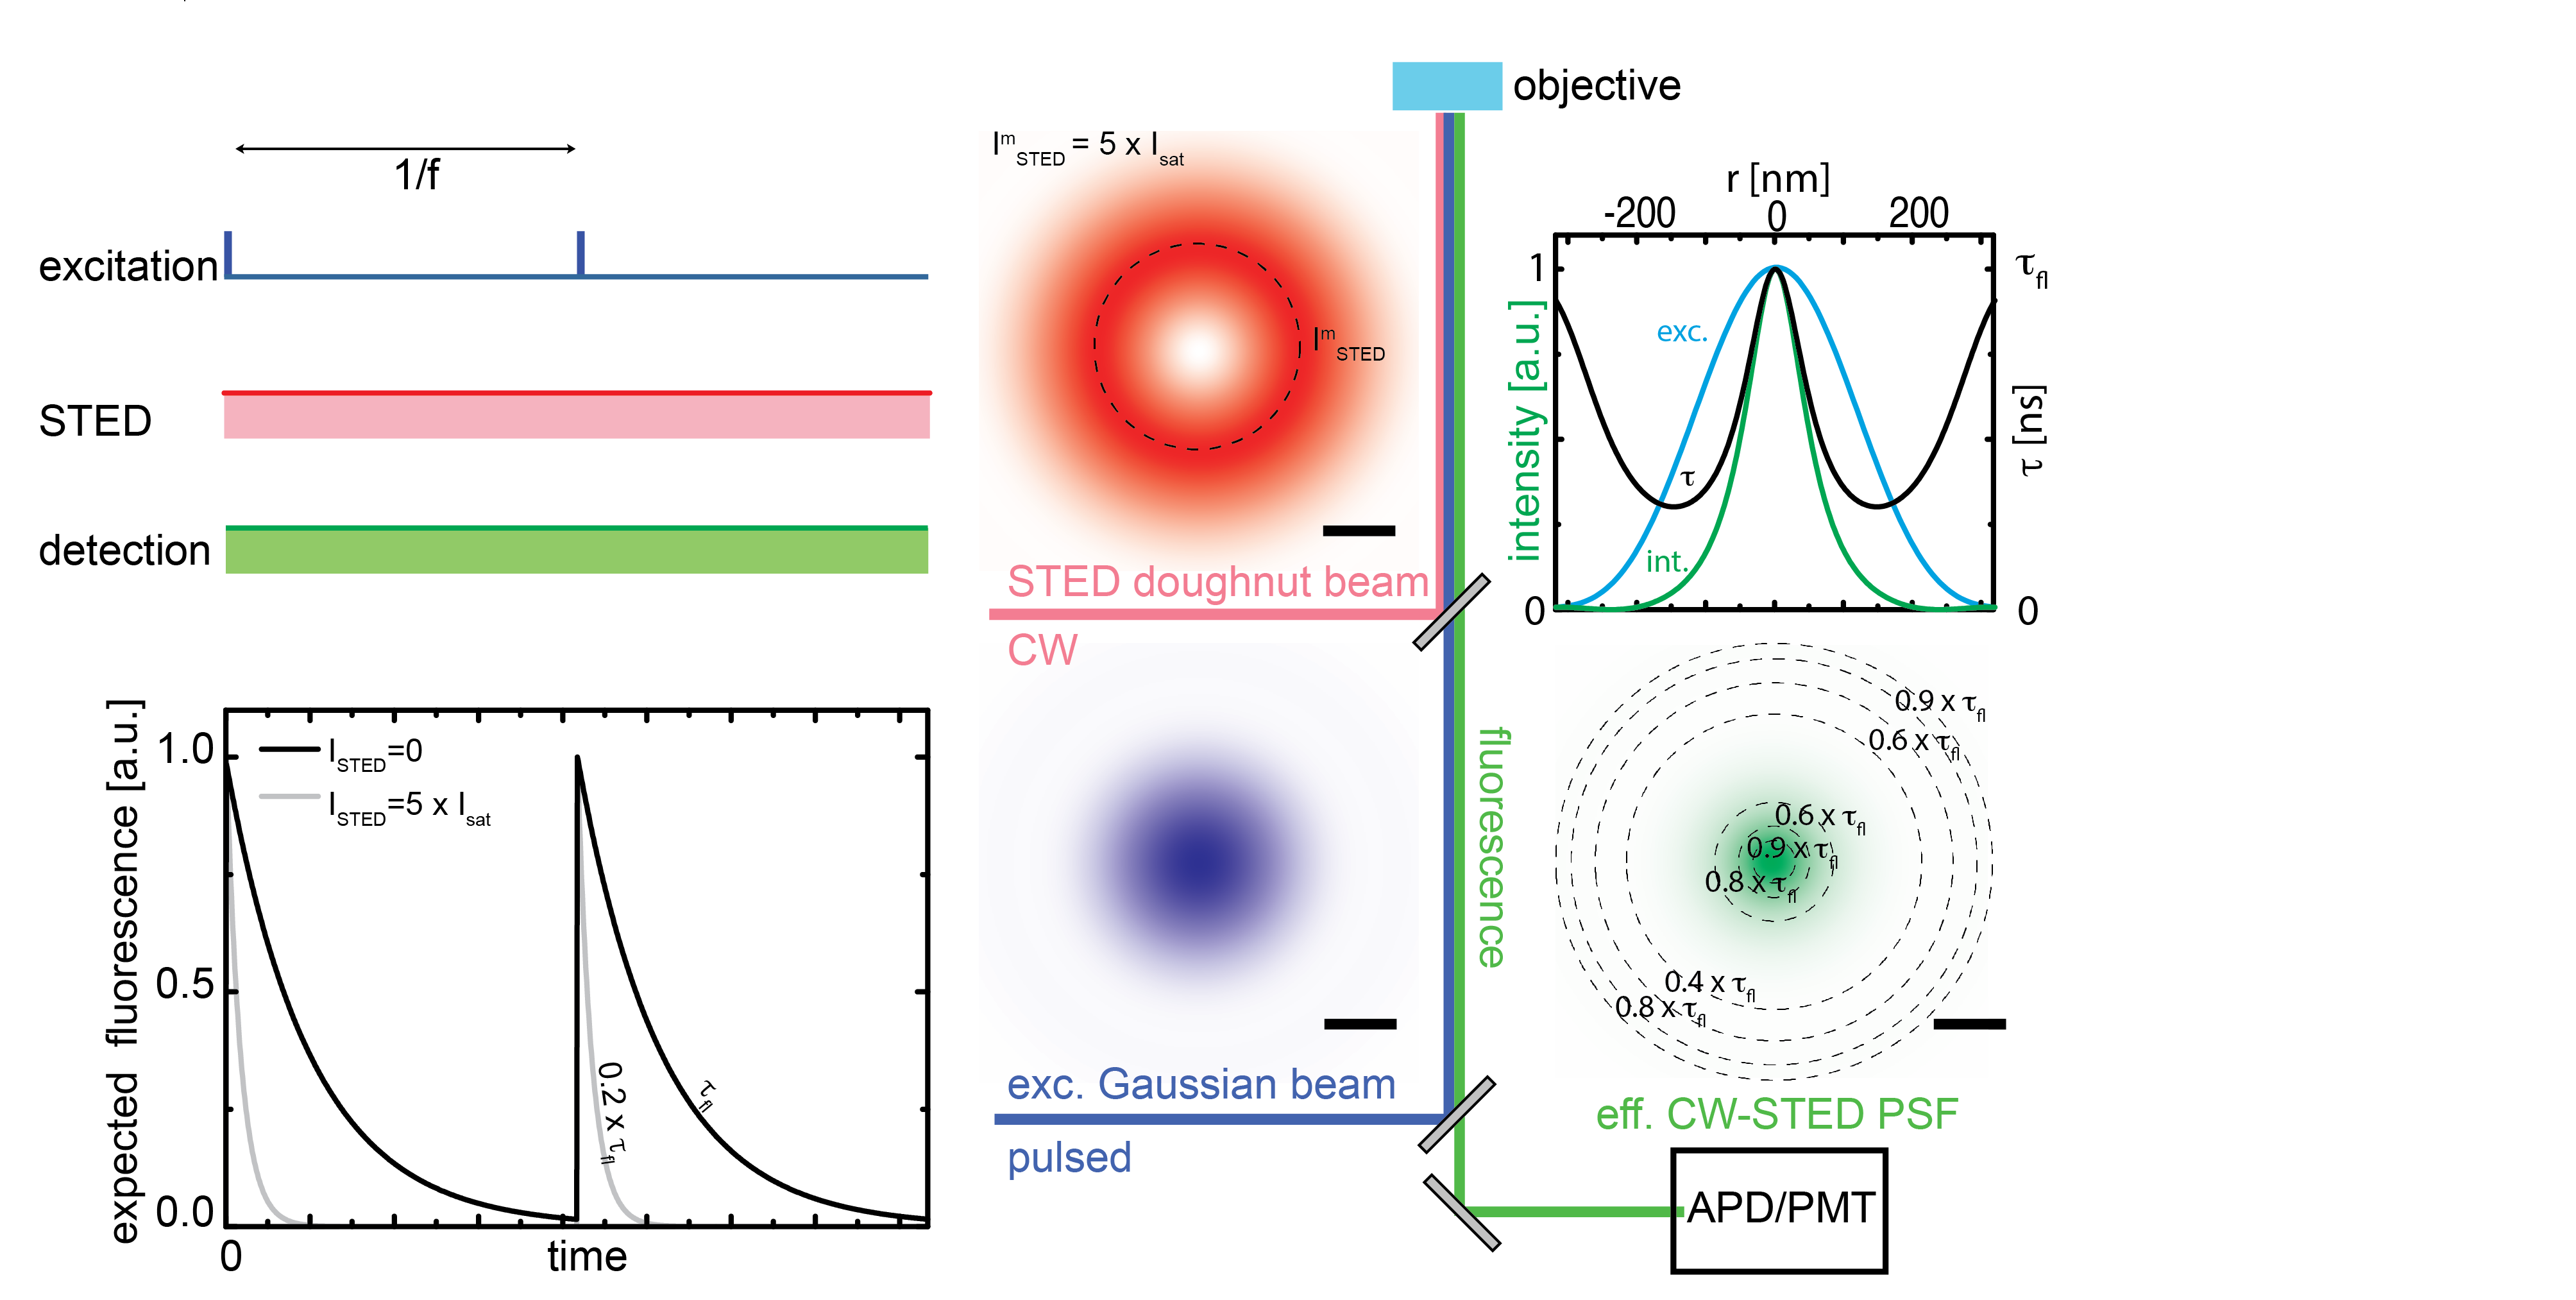 1/f
excitation
STED
detection
expected fluorescence [a.u.]
1.0
0.5
0.0
0
time
I_STED=0
I_STED=5 x I_sat
0.2 x τ_fl
τ_fl
I^m_STED = 5 x I_sat
I^m_STED
STED doughnut beam
CW
exc. Gaussian beam
pulsed
objective
fluorescence
r [nm]
-200 0 200
intensity [a.u.]
1
0
exc.
τ
int.
τ_fl
τ [ns]
0
0.9 x τ_fl
0.6 x τ_fl
0.6 x τ_fl
0.9 x τ_fl
0.8 x τ_fl
0.4 x τ_fl
0.8 x τ_fl
eff. CW-STED PSF
APD/PMT